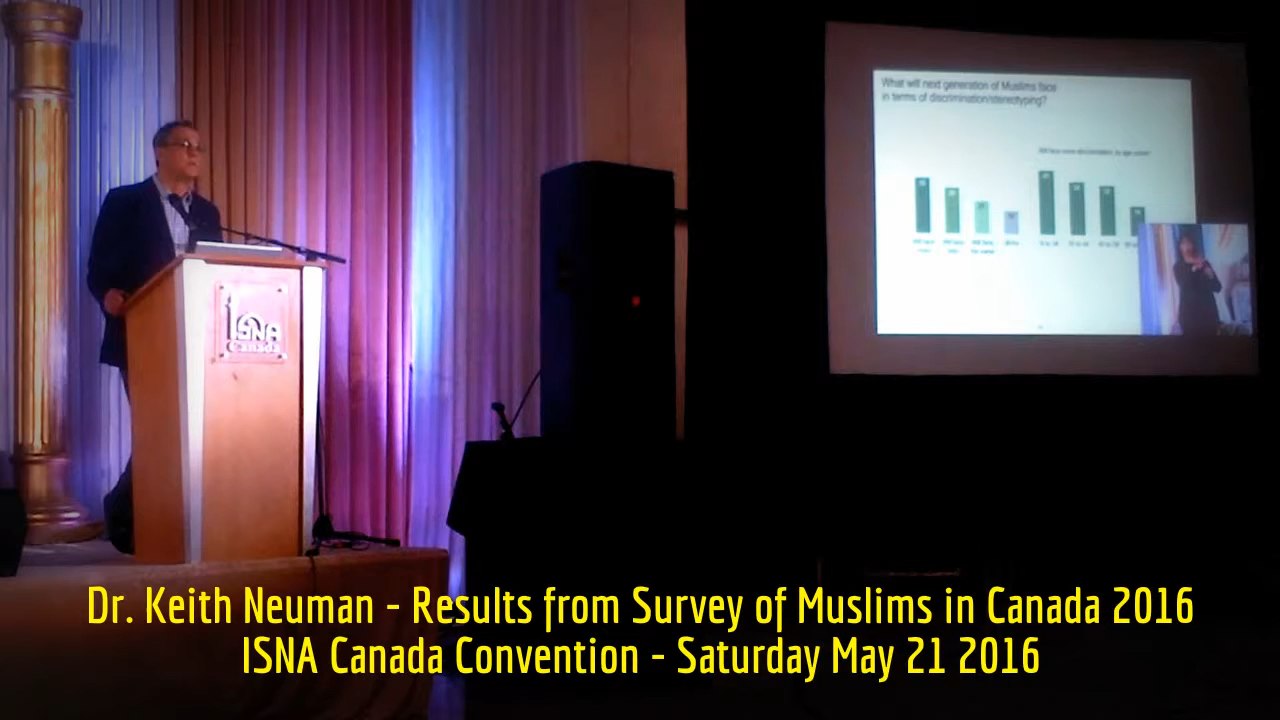 What will next generation of Muslims face
in terms of discrimination/stereotyping?
ISNA
Canada
Dr. Keith Neuman - Results from Survey of Muslims in Canada 2016
ISNA Canada Convention - Saturday May 21 2016